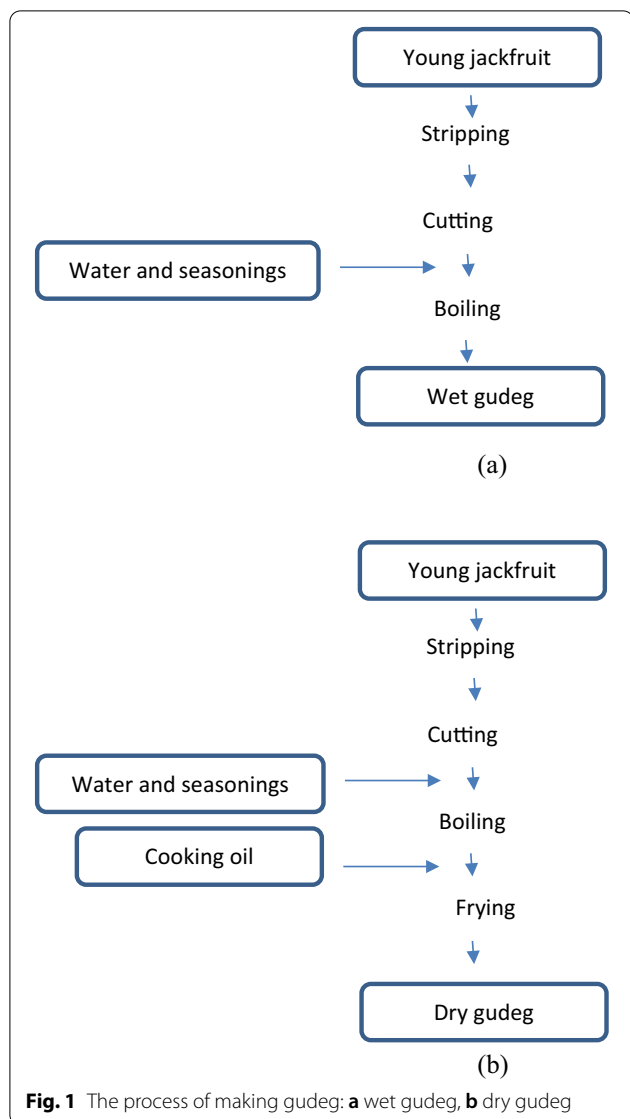 Young jackfruit
Stripping
Cutting
Water and seasonings
Boiling
Wet gudeg
(a)
Young jackfruit
Stripping
Cutting
Water and seasonings
Boiling
Cooking oil
Frying
Dry gudeg
(b)
Fig. 1 The process of making gudeg: a wet gudeg, b dry gudeg